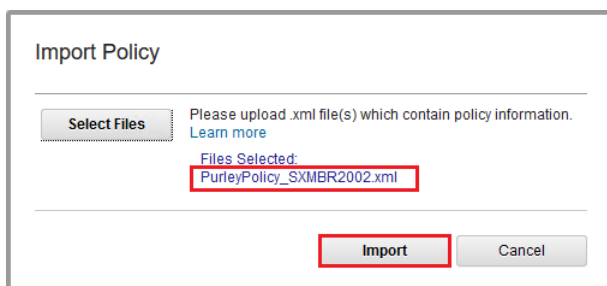 Import Policy
Select Files
Please upload .xml file(s) which contain policy information.
Learn more
Files Selected:
PurleyPolicy_SXMBR2002.xml
Import
Cancel